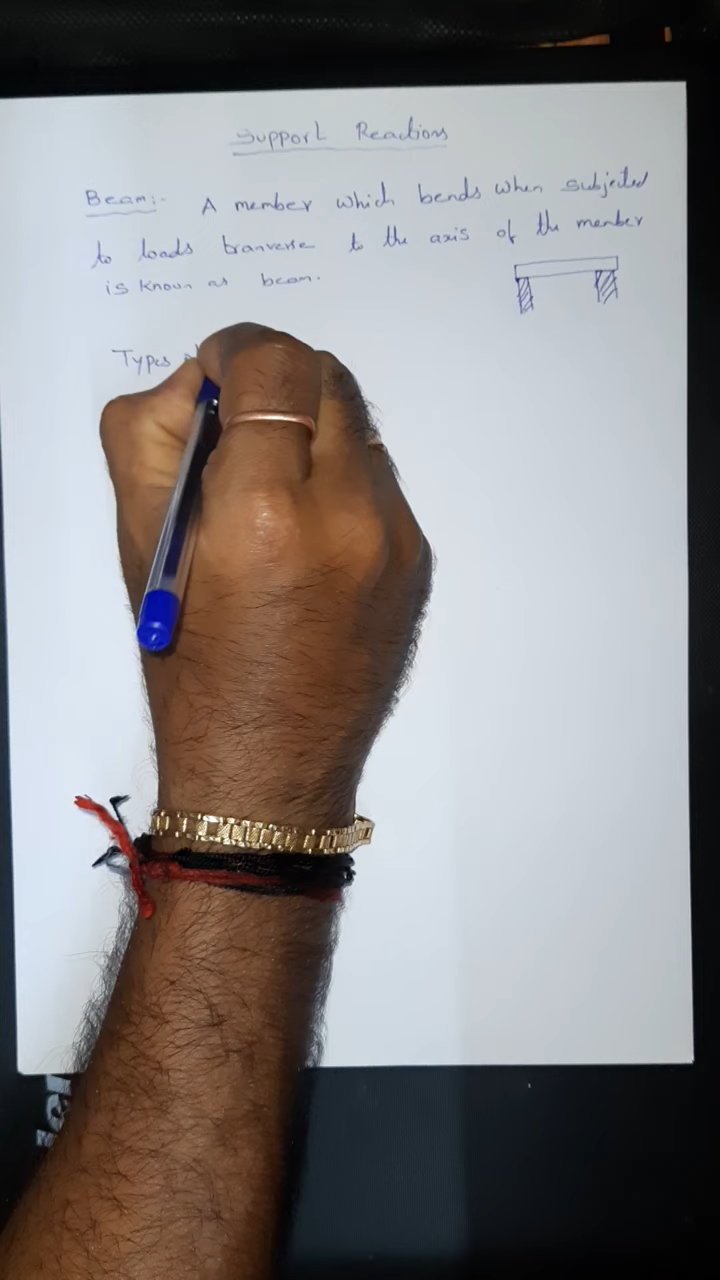 Support Reactions
Beam:- A member which bends when subjected
to loads tranverse to the axis of the member
is known as beam.
Types